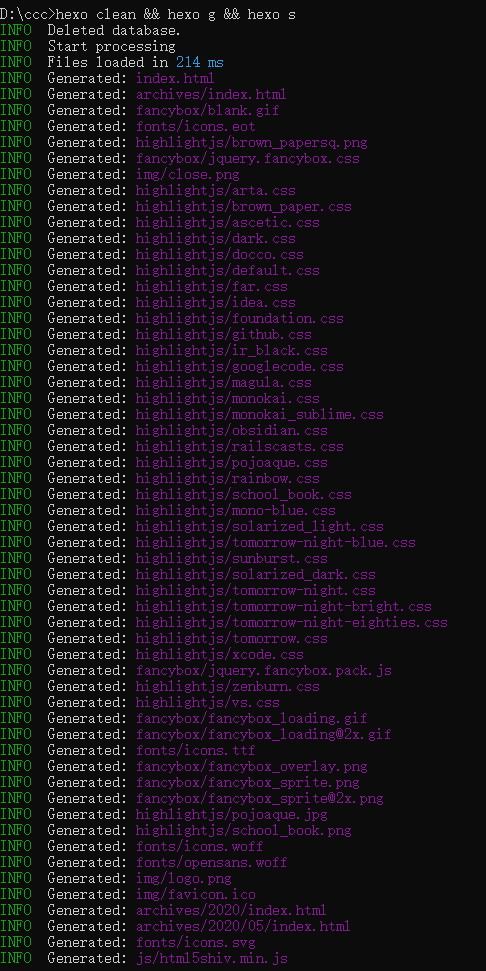 D:\ccc>hexo clean && hexo g && hexo s
INFO  Deleted database.
INFO  Start processing
INFO  Files loaded in 214 ms
INFO  Generated: index.html
INFO  Generated: archives/index.html
INFO  Generated: fancybox/blank.gif
INFO  Generated: fonts/icons.eot
INFO  Generated: highlightjs/brown_papersq.png
INFO  Generated: fancybox/jquery.fancybox.css
INFO  Generated: img/close.png
INFO  Generated: highlightjs/arta.css
INFO  Generated: highlightjs/brown_paper.css
INFO  Generated: highlightjs/ascetic.css
INFO  Generated: highlightjs/dark.css
INFO  Generated: highlightjs/docco.css
INFO  Generated: highlightjs/default.css
INFO  Generated: highlightjs/far.css
INFO  Generated: highlightjs/idea.css
INFO  Generated: highlightjs/foundation.css
INFO  Generated: highlightjs/github.css
INFO  Generated: highlightjs/ir_black.css
INFO  Generated: highlightjs/googlecode.css
INFO  Generated: highlightjs/magula.css
INFO  Generated: highlightjs/monokai.css
INFO  Generated: highlightjs/monokai_sublime.css
INFO  Generated: highlightjs/obsidian.css
INFO  Generated: highlightjs/railscasts.css
INFO  Generated: highlightjs/pojoaque.css
INFO  Generated: highlightjs/rainbow.css
INFO  Generated: highlightjs/school_book.css
INFO  Generated: highlightjs/mono-blue.css
INFO  Generated: highlightjs/solarized_light.css
INFO  Generated: highlightjs/tomorrow-night-blue.css
INFO  Generated: highlightjs/sunburst.css
INFO  Generated: highlightjs/solarized_dark.css
INFO  Generated: highlightjs/tomorrow-night.css
INFO  Generated: highlightjs/tomorrow-night-bright.css
INFO  Generated: highlightjs/tomorrow-night-eighties.css
INFO  Generated: highlightjs/tomorrow.css
INFO  Generated: highlightjs/xcode.css
INFO  Generated: fancybox/jquery.fancybox.pack.js
INFO  Generated: highlightjs/zenburn.css
INFO  Generated: highlightjs/vs.css
INFO  Generated: fancybox/fancybox_loading.gif
INFO  Generated: fancybox/fancybox_loading@2x.gif
INFO  Generated: fonts/icons.ttf
INFO  Generated: fancybox/fancybox_overlay.png
INFO  Generated: fancybox/fancybox_sprite.png
INFO  Generated: fancybox/fancybox_sprite@2x.png
INFO  Generated: highlightjs/pojoaque.jpg
INFO  Generated: highlightjs/school_book.png
INFO  Generated: fonts/icons.woff
INFO  Generated: fonts/opensans.woff
INFO  Generated: img/logo.png
INFO  Generated: img/favicon.ico
INFO  Generated: archives/2020/index.html
INFO  Generated: archives/2020/05/index.html
INFO  Generated: fonts/icons.svg
INFO  Generated: js/html5shiv.min.js